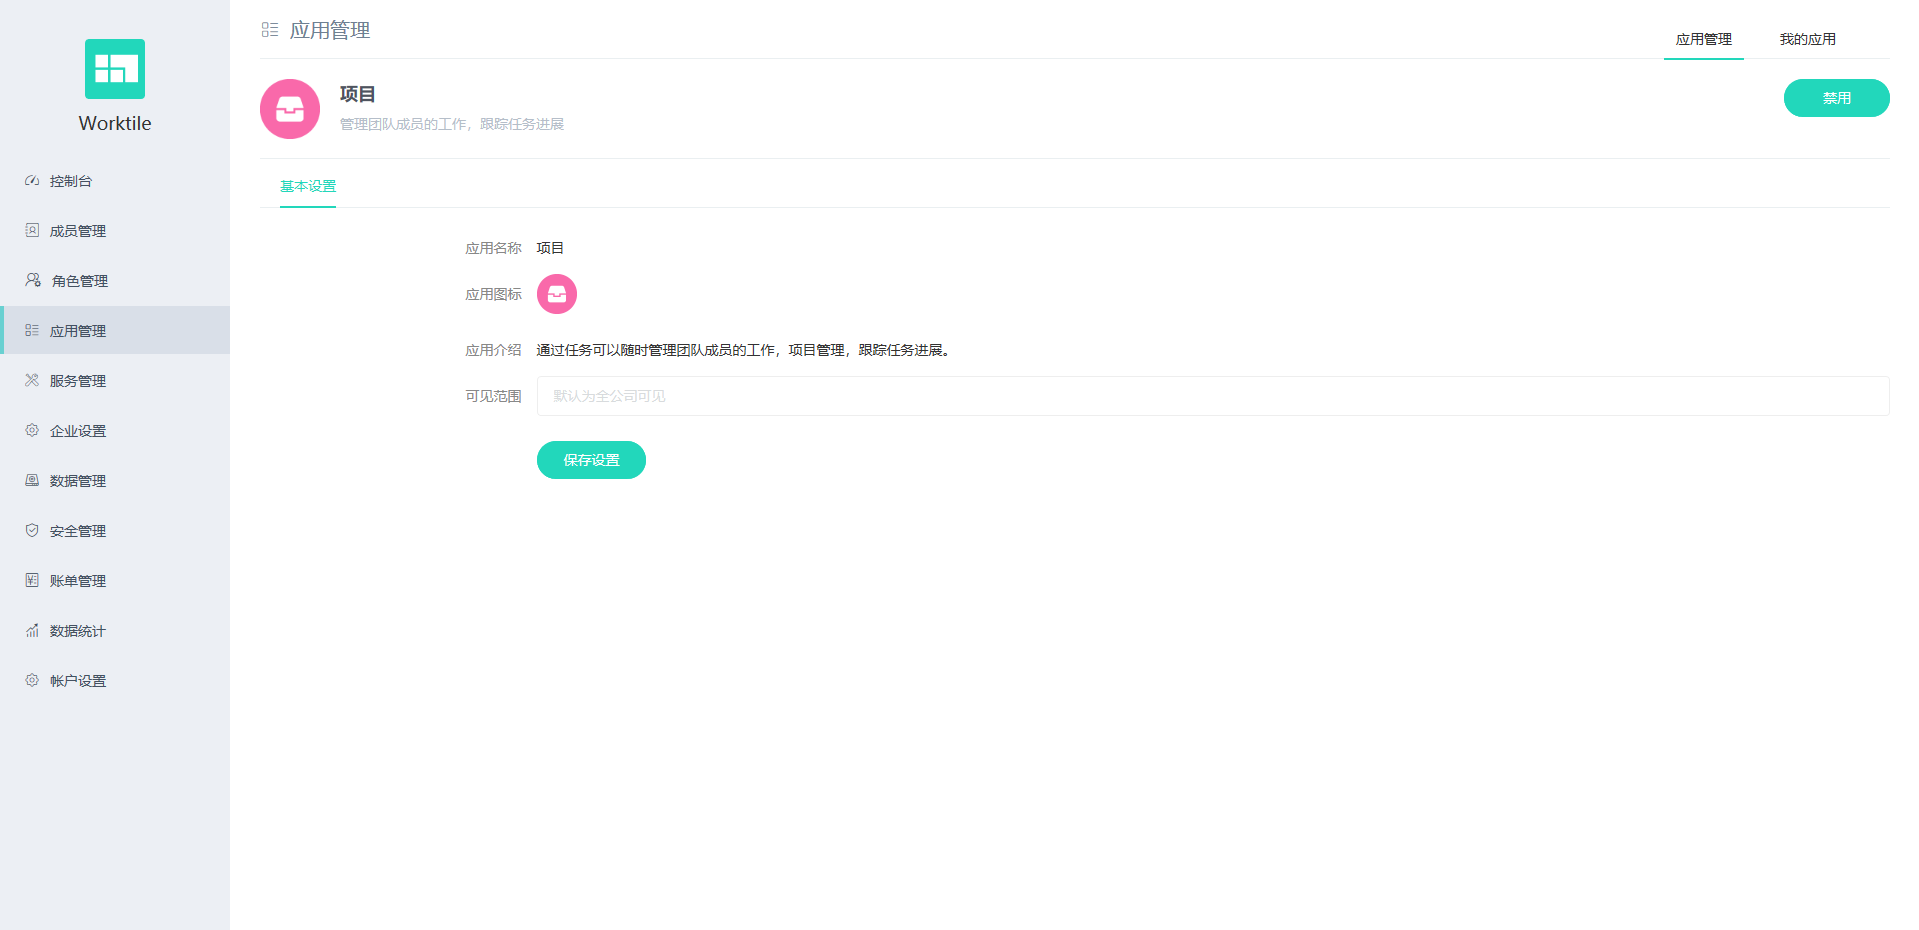 Worktile
控制台
成员管理
角色管理
应用管理
服务管理
企业设置
数据管理
安全管理
账单管理
数据统计
帐户设置
应用管理
应用管理 我的应用
项目
管理团队成员的工作，跟踪任务进展
禁用
基本设置
应用名称 项目
应用图标
应用介绍 通过任务可以随时管理团队成员的工作，项目管理，跟踪任务进展。
可见范围 默认为全公司可见
保存设置